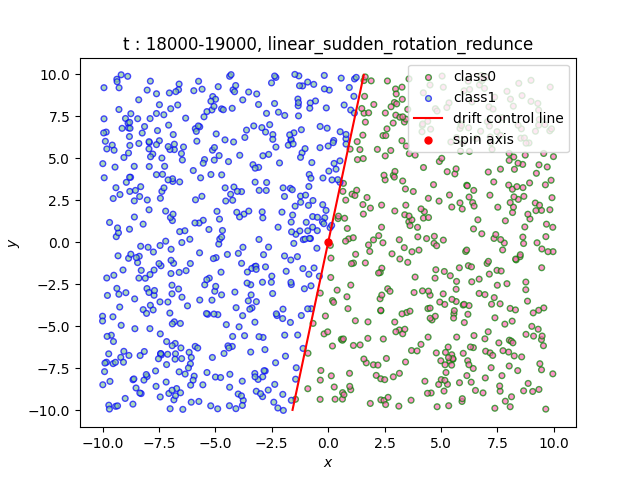 t : 18000-19000, linear_sudden_rotation_redunce
class0
class1
drift control line
spin axis
10.0
7.5
5.0
2.5
0.0
−2.5
−5.0
−7.5
−10.0
y
−10.0 −7.5 −5.0 −2.5 0.0 2.5 5.0 7.5 10.0
x